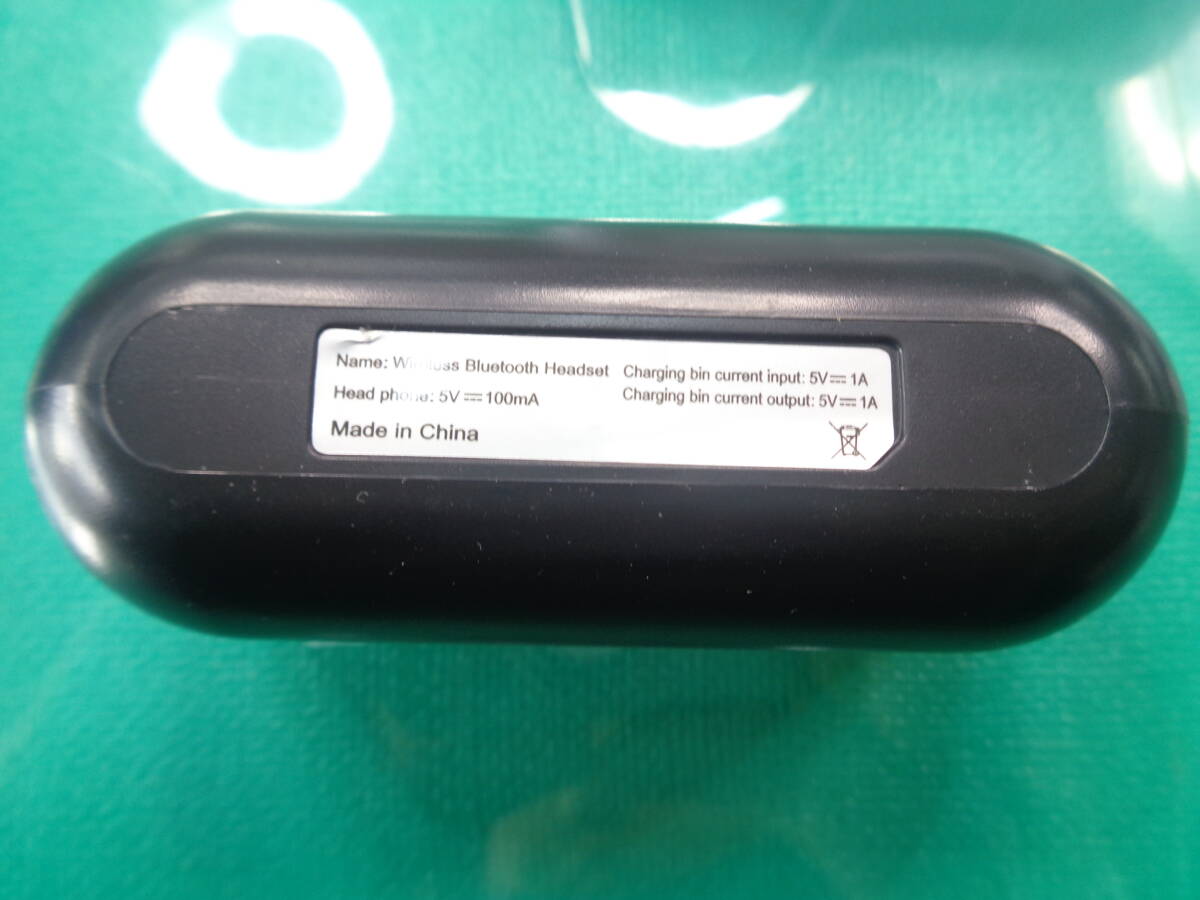 Name: Wireless Bluetooth Headset
Head phone: 5V⎓100mA
Made in China
Charging bin current input: 5V⎓1A
Charging bin current output: 5V⎓1A